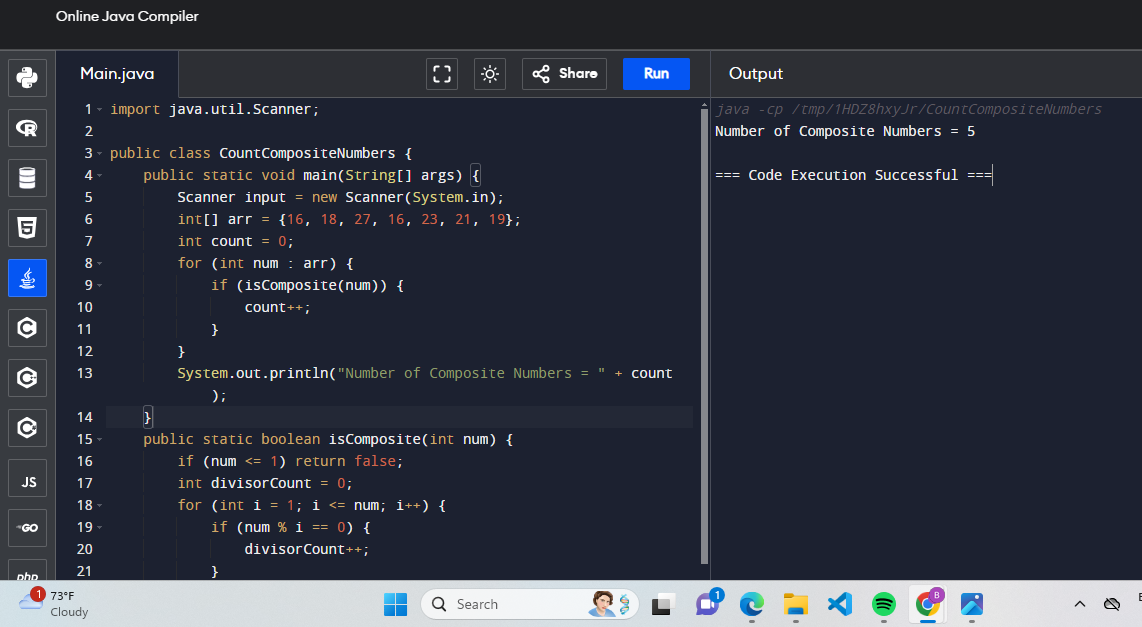 Online Java Compiler
Main.java
Share
Run
Output
1 import java.util.Scanner;
2
3 public class CountCompositeNumbers {
4     public static void main(String[] args) {
5         Scanner input = new Scanner(System.in);
6         int[] arr = {16, 18, 27, 16, 23, 21, 19};
7         int count = 0;
8         for (int num : arr) {
9             if (isComposite(num)) {
10                 count++;
11             }
12         }
13         System.out.println("Number of Composite Numbers = " + count
            );
14     }
15     public static boolean isComposite(int num) {
16         if (num <= 1) return false;
17         int divisorCount = 0;
18         for (int i = 1; i <= num; i++) {
19             if (num % i == 0) {
20                 divisorCount++;
21             }
java -cp /tmp/1HDZ8hxyJr/CountCompositeNumbers
Number of Composite Numbers = 5
=== Code Execution Successful ===
R
5
C
C
C
JS
GO
php
1
73°F
Cloudy
Search
1
B